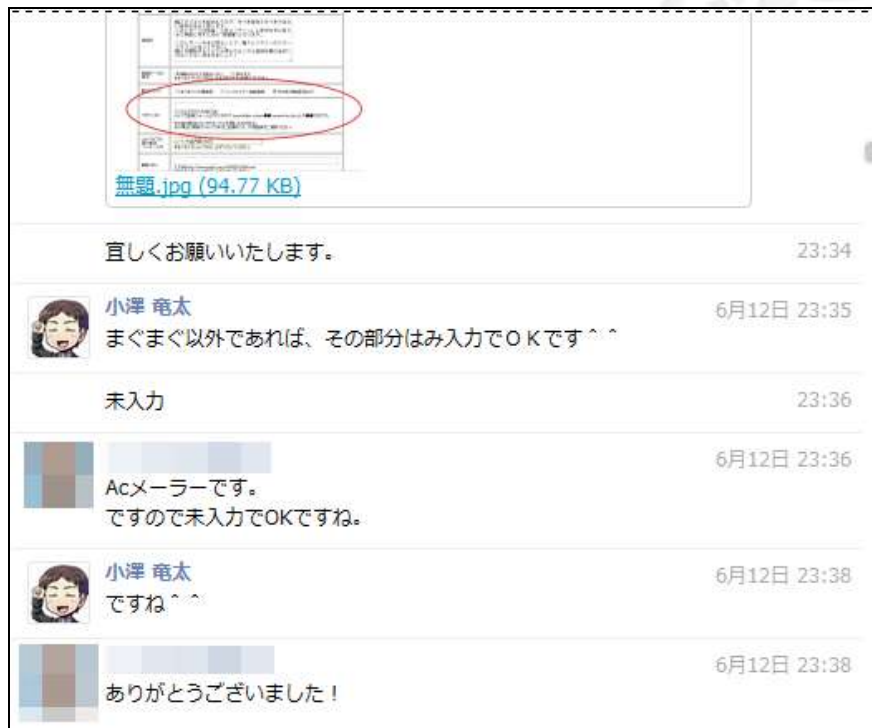 無題.jpg (94.77 KB)
宜しくお願いいたします。
23:34
小澤 竜太
6月12日 23:35
まぐまぐ以外であれば、その部分はみ入力でOKです＾＾
未入力
23:36
6月12日 23:36
Acメーラーです。
ですので未入力でOKですね。
小澤 竜太
6月12日 23:38
ですね＾＾
6月12日 23:38
ありがとうございました！